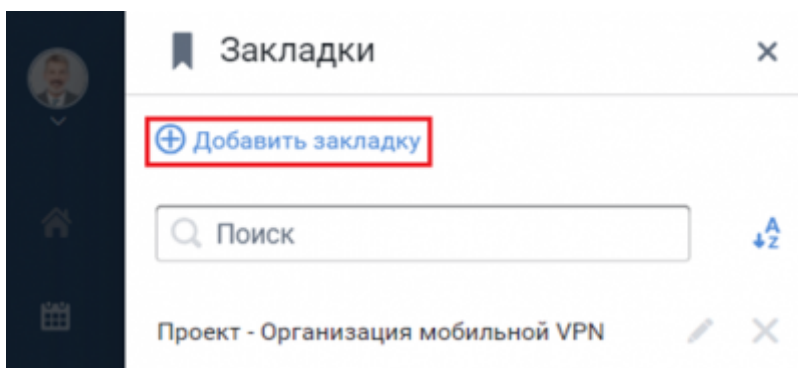 Закладки
Добавить закладку
Поиск
A
Z
Проект - Организация мобильной VPN